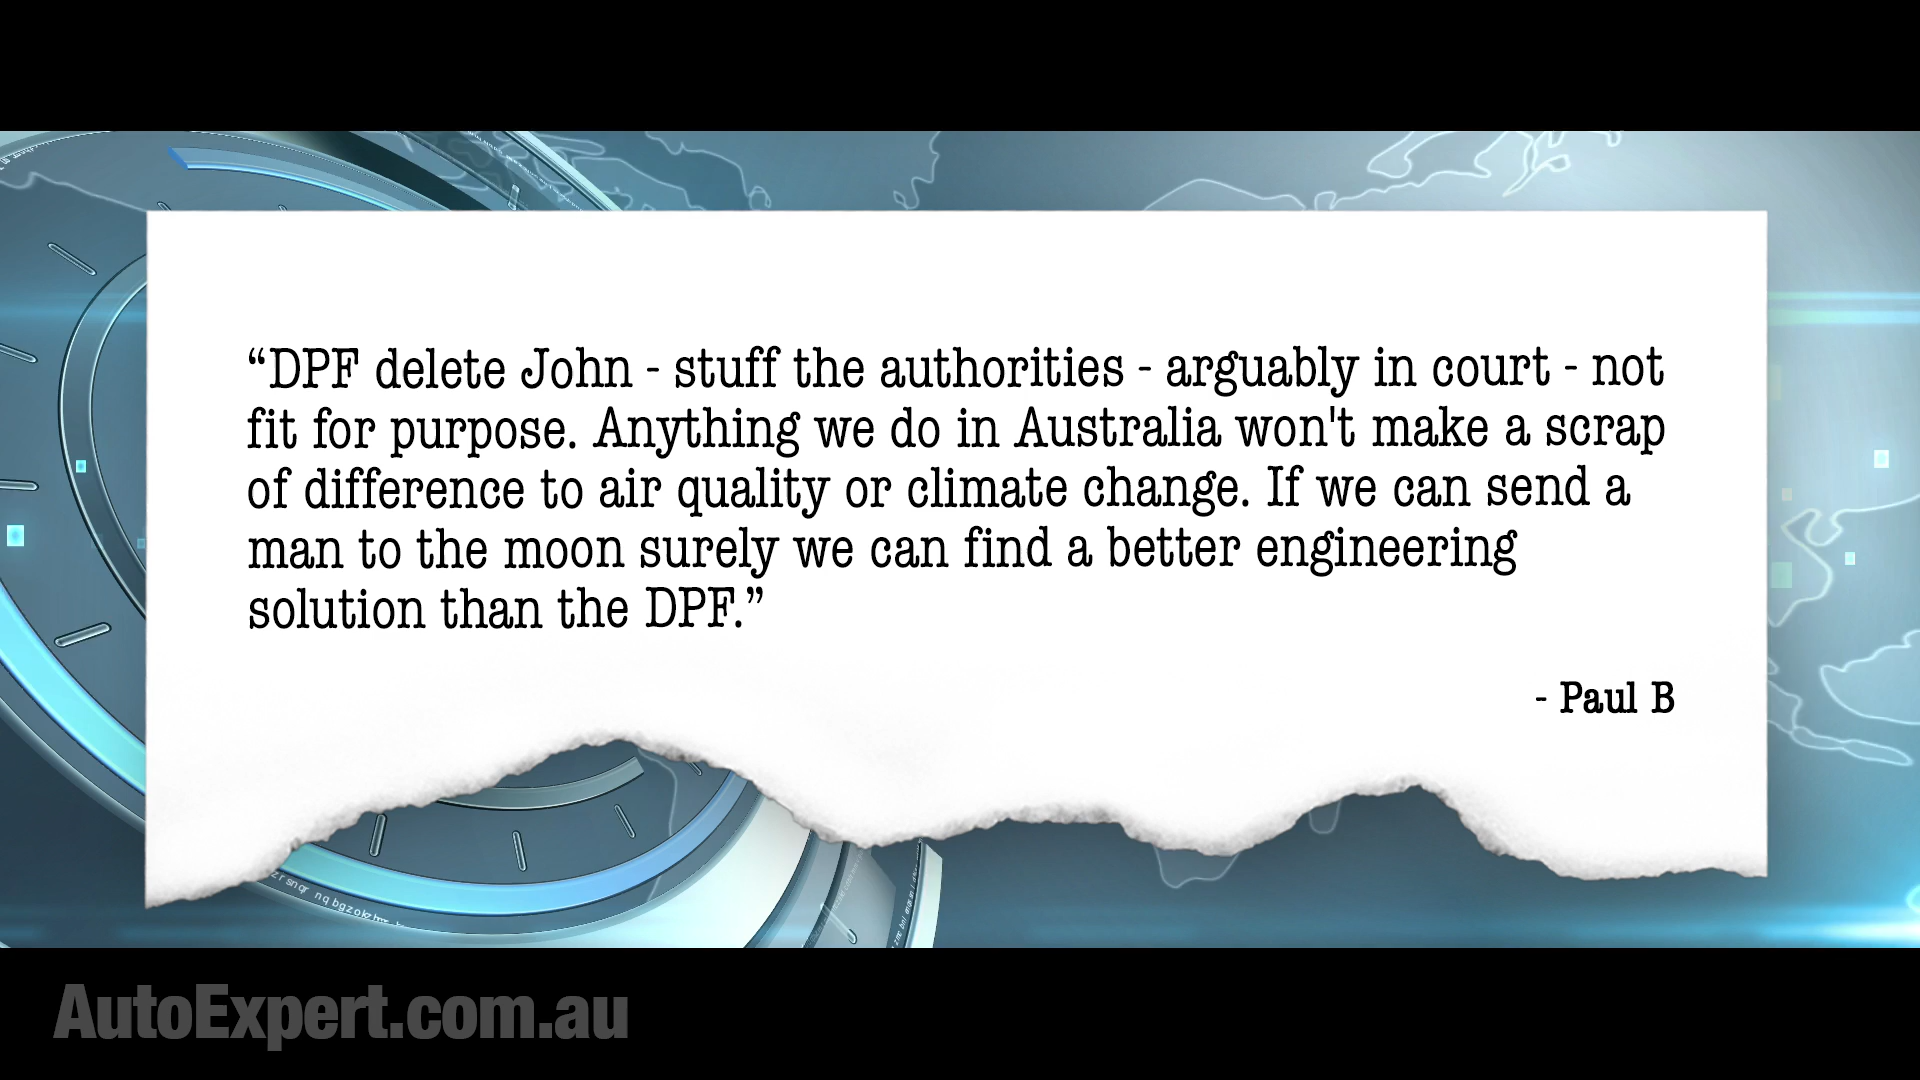 “DPF delete John - stuff the authorities - arguably in court - not
fit for purpose. Anything we do in Australia won't make a scrap
of difference to air quality or climate change. If we can send a
man to the moon surely we can find a better engineering
solution than the DPF.”
- Paul B
AutoExpert.com.au